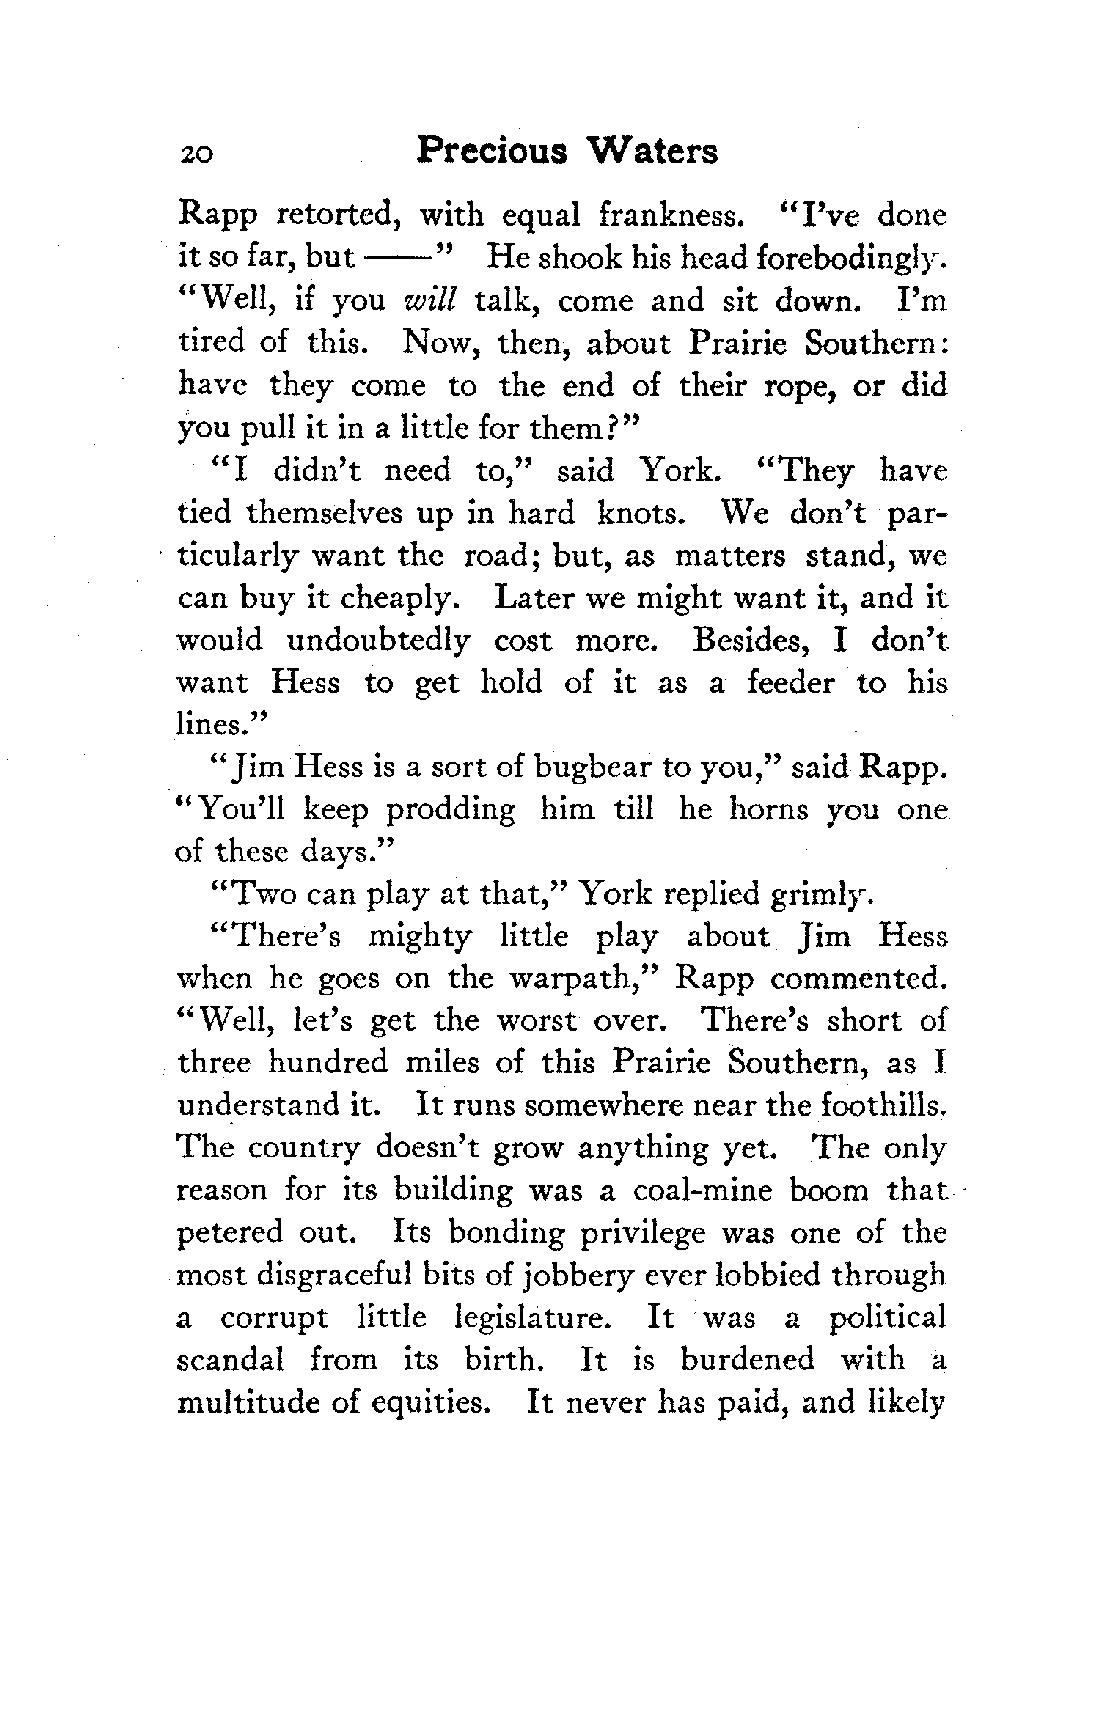 20 Precious Waters
Rapp retorted, with equal frankness. “I’ve done
it so far, but ——” He shook his head forebodingly.
“Well, if you will talk, come and sit down. I’m
tired of this. Now, then, about Prairie Southern:
have they come to the end of their rope, or did
you pull it in a little for them?”
“I didn’t need to,” said York. “They have
tied themselves up in hard knots. We don’t par-
ticularly want the road; but, as matters stand, we
can buy it cheaply. Later we might want it, and it
would undoubtedly cost more. Besides, I don’t
want Hess to get hold of it as a feeder to his
lines.”
“Jim Hess is a sort of bugbear to you,” said Rapp.
“You’ll keep prodding him till he horns you one
of these days.”
“Two can play at that,” York replied grimly.
“There’s mighty little play about Jim Hess
when he goes on the warpath,” Rapp commented.
“Well, let’s get the worst over. There’s short of
three hundred miles of this Prairie Southern, as I
understand it. It runs somewhere near the foothills.
The country doesn’t grow anything yet. The only
reason for its building was a coal-mine boom that
petered out. Its bonding privilege was one of the
most disgraceful bits of jobbery ever lobbied through
a corrupt little legislature. It was a political
scandal from its birth. It is burdened with a
multitude of equities. It never has paid, and likely